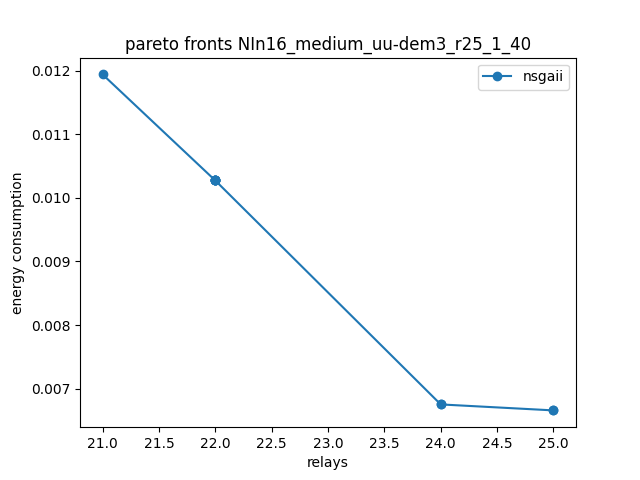 pareto fronts NIn16_medium_uu-dem3_r25_1_40
nsgaii
energy consumption
0.012
0.011
0.010
0.009
0.008
0.007
21.0 21.5 22.0 22.5 23.0 23.5 24.0 24.5 25.0
relays